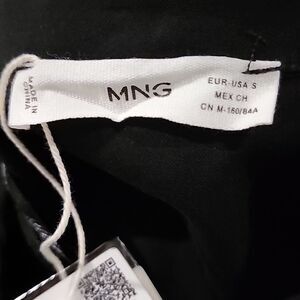 MADE IN
CHINA
MNG
EUR-USA S
MEX CH
CN M-160/84A